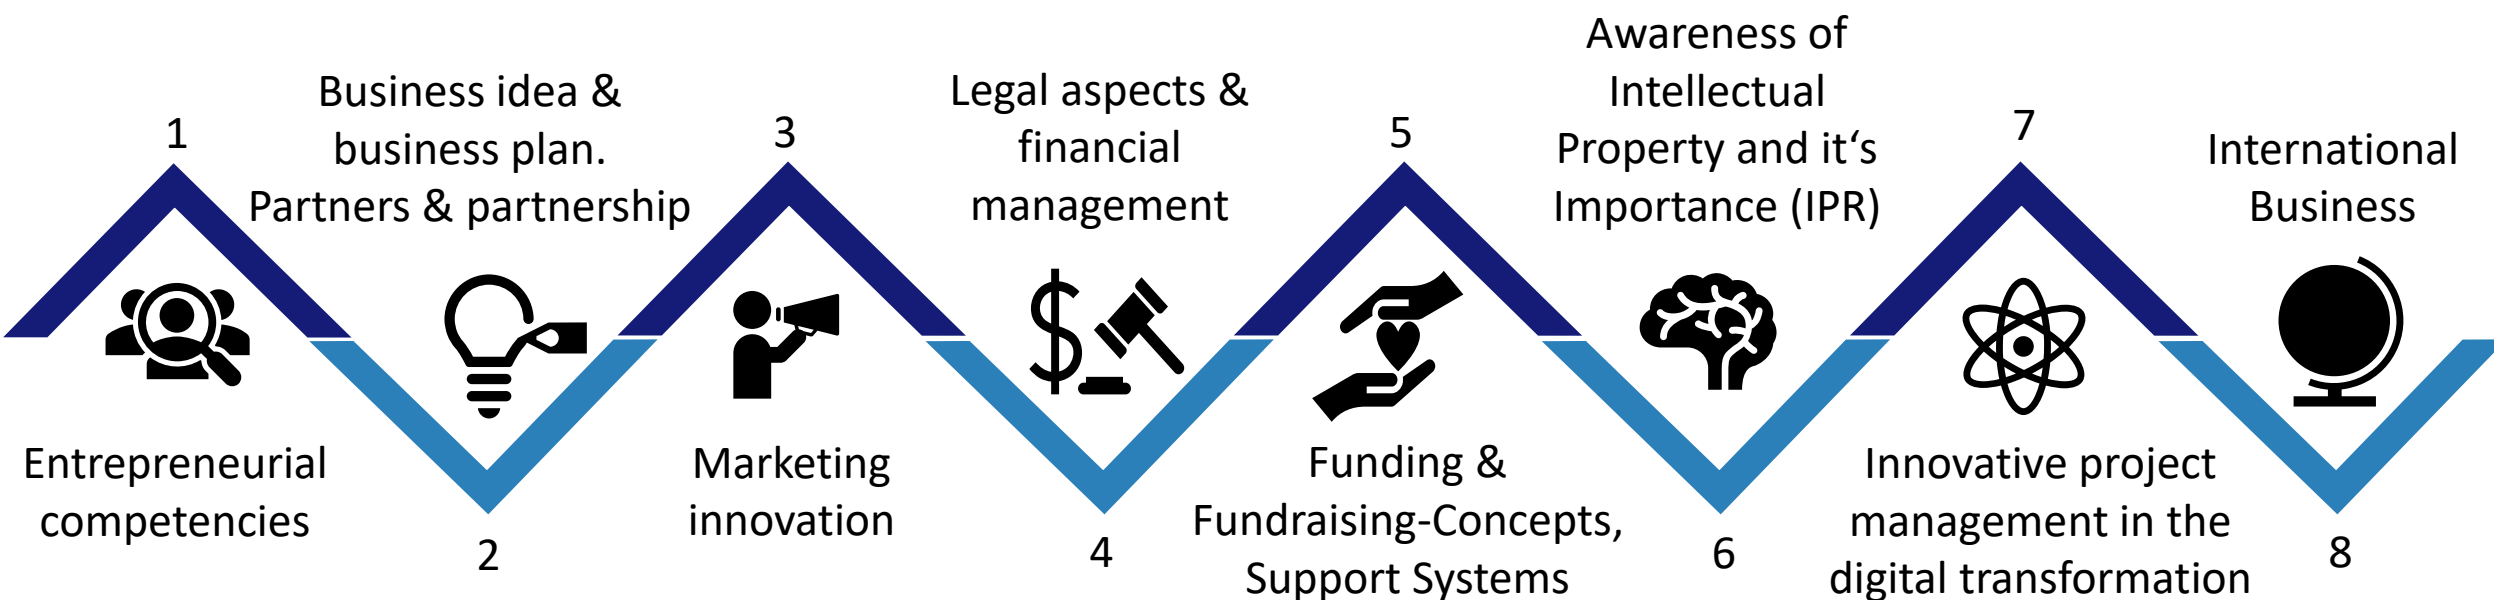 1
Entrepreneurial
competencies
Business idea &
business plan.
Partners & partnership
2
3
Marketing
innovation
Legal aspects &
financial
management
4
5
Funding &
Fundraising-Concepts,
Support Systems
Awareness of
Intellectual
Property and it‘s
Importance (IPR)
6
7
Innovative project
management in the
digital transformation
International
Business
8